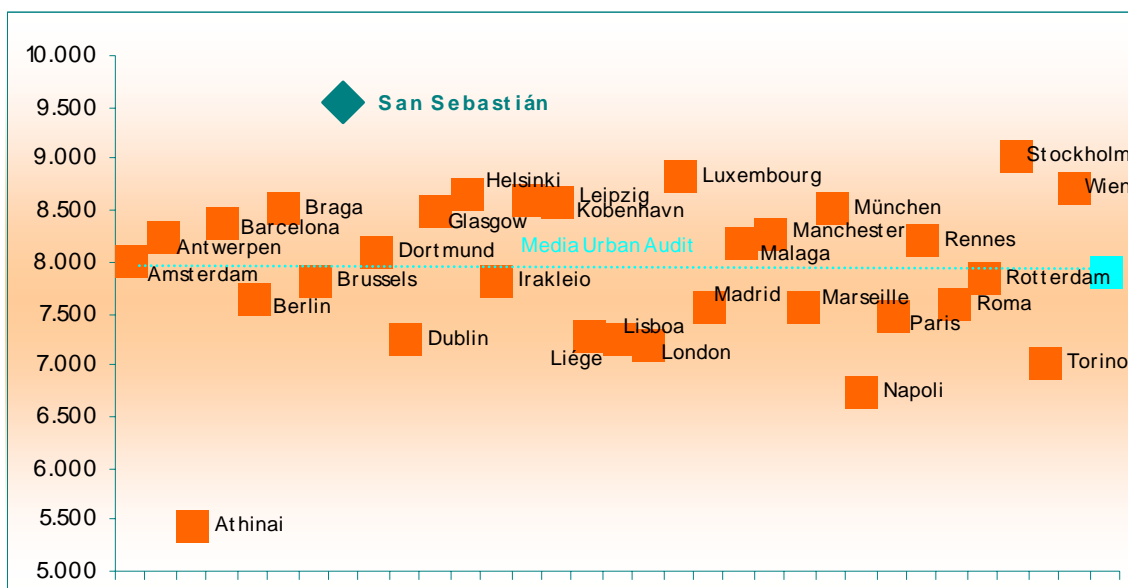 10.000
9.500
9.000
8.500
8.000
7.500
7.000
6.500
6.000
5.500
5.000
San Sebastián
Stockholm
Wien
Luxembourg
Helsinki
Leipzig
Kobenhavn
Braga
München
Glasgow
Barcelona
Manchester
Antwerpen
Dortmund
Media Urban Audit
Malaga
Rennes
Amsterdam
Brussels
Irakleio
Rotterdam
Berlin
Madrid
Marseille
Roma
Paris
Dublin
Lisboa
Liége
London
Torino
Napoli
Athinai